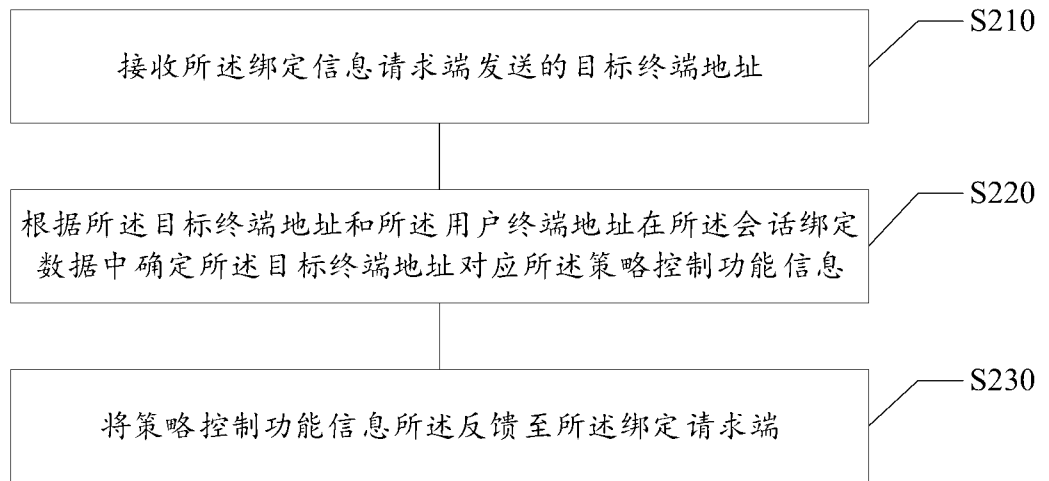 S210
接收所述绑定信息请求端发送的目标终端地址
S220
根据所述目标终端地址和所述用户终端地址在所述会话绑定
数据中确定所述目标终端地址对应所述策略控制功能信息
S230
将策略控制功能信息所述反馈至所述绑定请求端